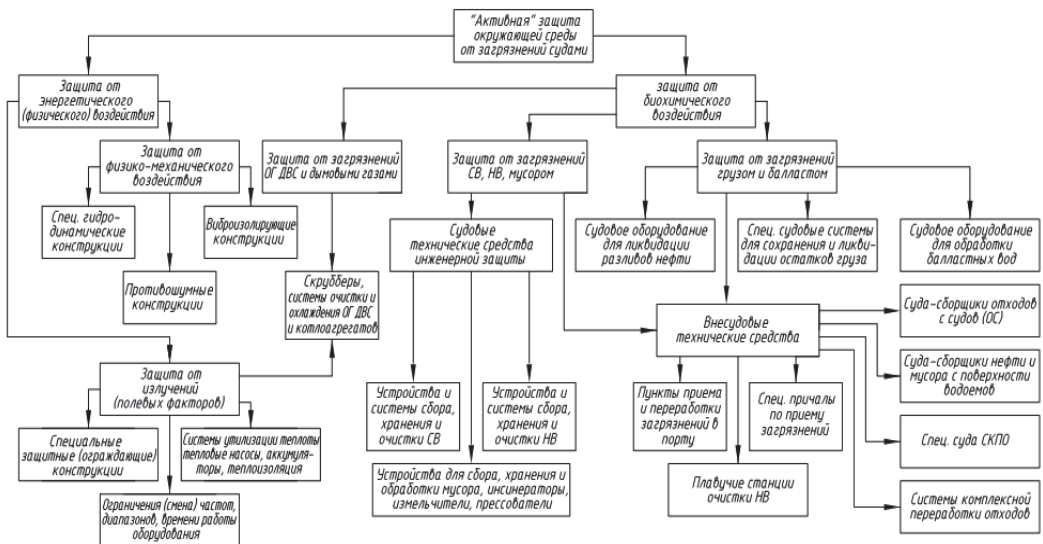 "Активная" защита
окружающей среды
от загрязнений судами
Защита от
энергетического
(физического) воздействия
защита от
биохимического
воздействия
Защита от
физико-механического
воздействия
Защита от загрязнений
ОГ ДВС и дымовыми газами
Защита от загрязнений
СВ, НВ, мусором
Защита от загрязнений
грузом и балластом
Спец. гидро-
динамические
конструкции
Виброизолирующие
конструкции
Судовые
технические средства
инженерной защиты
Судовое оборудование
для ликвидации
разливов нефти
Спец. судовые системы
для сохранения и ликви-
дации остатков груза
Судовое оборудование
для обработки
балластных вод
Противошумные
конструкции
Скрубберы,
системы очистки и
охлаждения ОГ ДВС
и котлоагрегатов
Внесудовые
технические средства
Суда-сборщики отходов
с судов (ОС)
Суда-сборщики нефти и
мусора с поверхности
водоемов
Защита от
излучений
(полевых факторов)
Устройства и
системы сбора,
хранения и
очистки СВ
Устройства и
системы сбора,
хранения и
очистки НВ
Пункты приема
и переработки
загрязнений в
порту
Спец. причалы
по приему
загрязнений
Специальные
защитные (ограждающие)
конструкции
Системы утилизации теплоты
тепловые насосы, аккумуля-
торы, теплоизоляция
Спец. суда СКПО
Устройства для сбора, хранения и
обработки мусора, инсинераторы,
измельчители, прессователи
Плавучие станции
очистки НВ
Системы комплексной
переработки отходов
Ограничения (смена) частот,
диапазонов, времени работы
оборудования